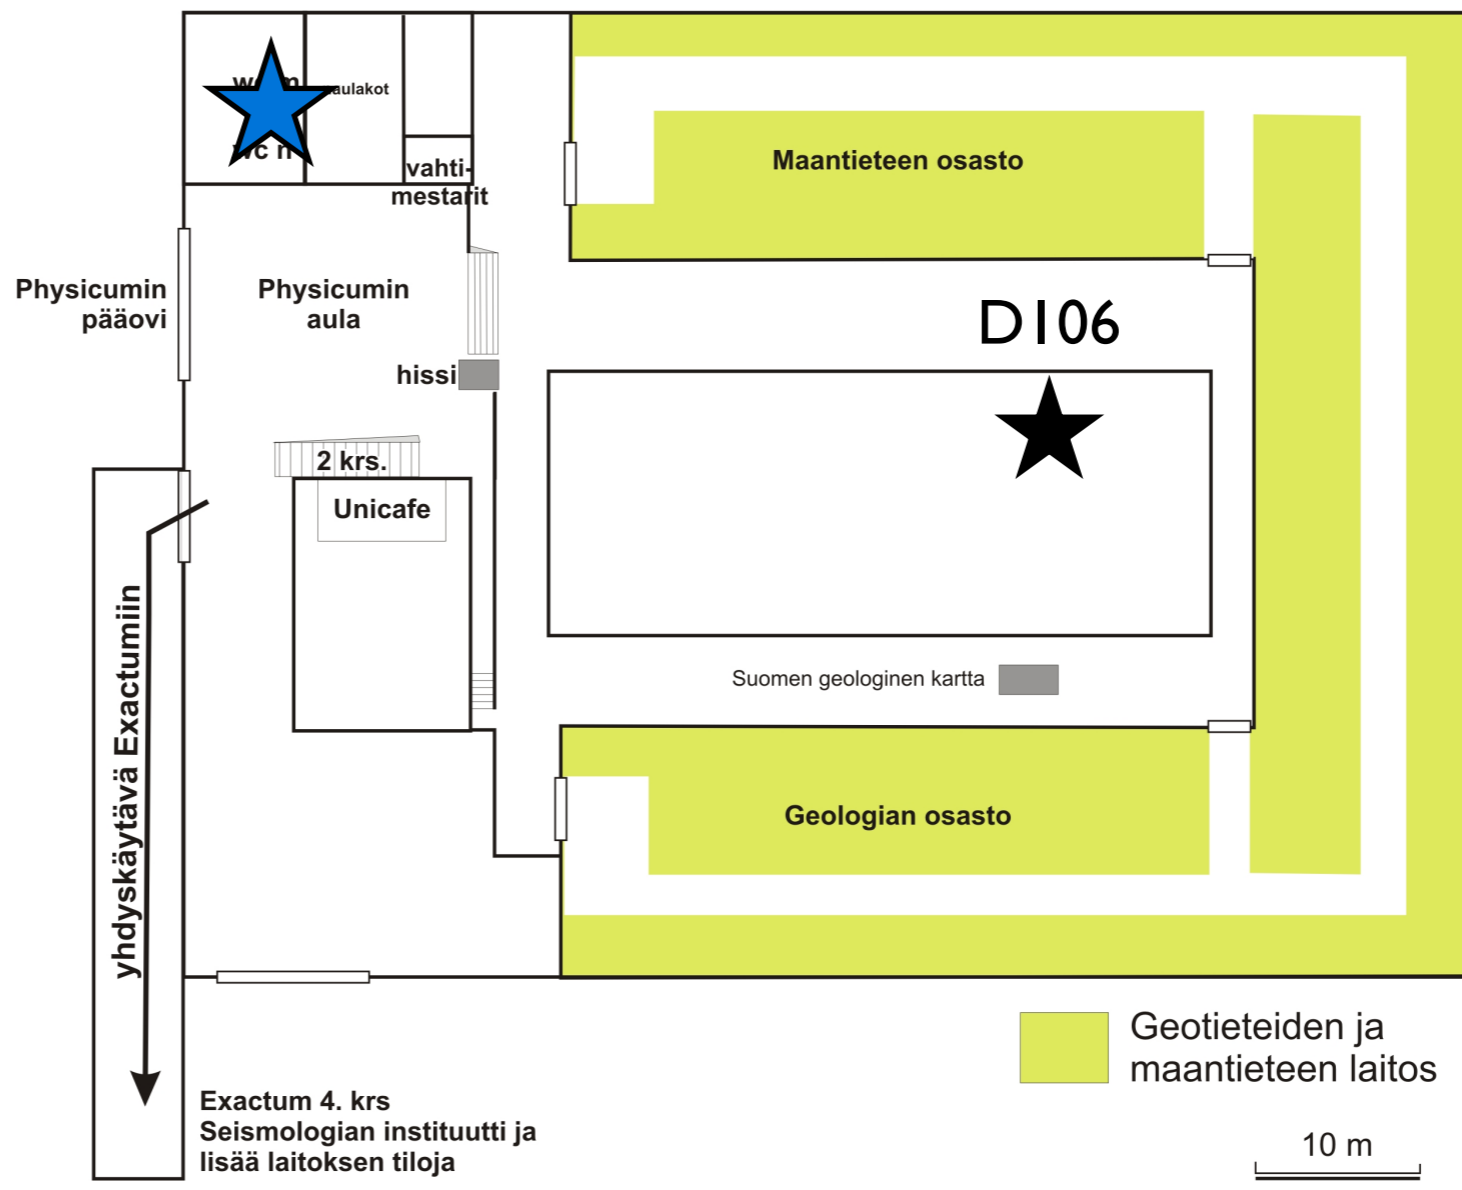 wc n
vahti-
mestarit
Maantieteen osasto
Physicumin
pääovi
Physicumin
aula
D106
hissi
2 krs.
Unicafe
yhdyskäytävä Exactumiin
Suomen geologinen kartta
Geologian osasto
Geotieteiden ja
maantieteen laitos
Exactum 4. krs
Seismologian instituutti ja
lisää laitoksen tiloja
10 m